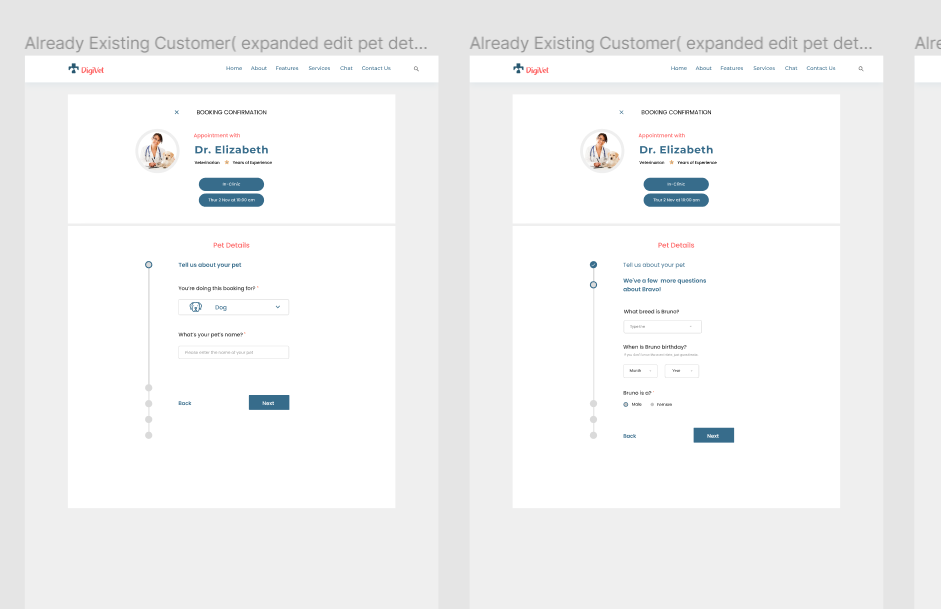 Already Existing Customer( expanded edit pet det...
DigiVet
Home About Features Services Chat Contact Us
BOOKING CONFIRMATION
Appointment with
Dr. Elizabeth
Veterinarian Years of Experience
In-Clinic
Thur 2 Nov at 10:00 am
Pet Details
Tell us about your pet
You're doing this booking for? *
Dog
What's your pet's name? *
Please enter the name of your pet
Back Next
Already Existing Customer( expanded edit pet det...
DigiVet
Home About Features Services Chat Contact Us
BOOKING CONFIRMATION
Appointment with
Dr. Elizabeth
Veterinarian Years of Experience
In-Clinic
Thur 2 Nov at 10:00 am
Pet Details
Tell us about your pet
We've a few more questions
about Bravo!
What breed is Bruno?
When is Bruno birthday?
Month Year
Bruno is a? *
Male Female
Back Next
Alre